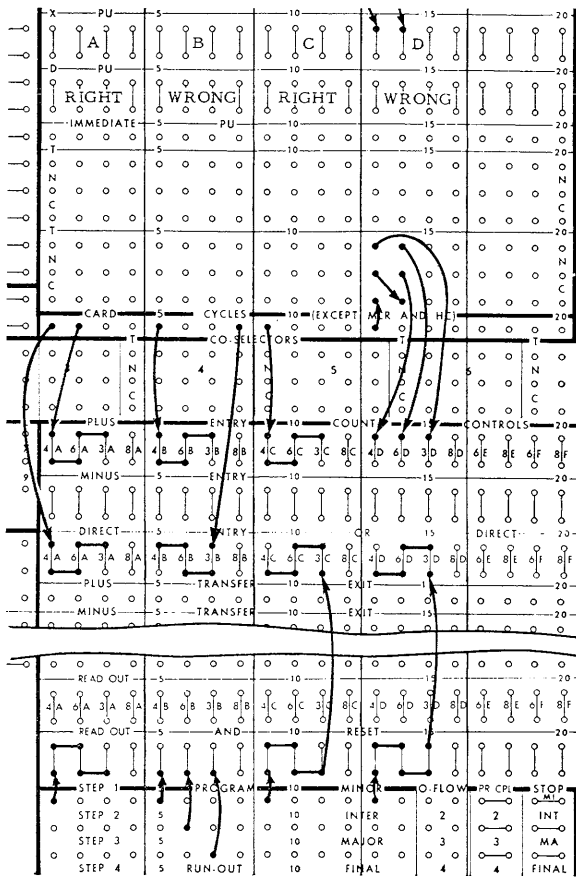 X PU 5 10 15 20
A B C D
D PU 5 10 15 20
RIGHT WRONG RIGHT WRONG
IMMEDIATE 5 PU 10 15 20
T T
N N
C C
T 5 10 15 20 T
N N
C C
CARD 5 CYCLES 10 (EXCEPT MLR AND HC) 20
T CO-SELECTORS T T
3 N 4 N 5 N 6 N
C C C C
PLUS 5 ENTRY 10 COUNT 15 CONTROLS 20
4A 6A 3A 8A 4B 6B 3B 8B 4C 6C 3C 8C 4D 6D 3D 8D 6E 8E 6F 8F
MINUS 5 ENTRY 10 15 20
DIRECT 5 ENTRY 10 OR 15 DIRECT 20
4A 6A 3A 8A 4B 6B 3B 8B 4C 6C 3C 8C 4D 6D 3D 8D 6E 8E 6F 8F
PLUS 5 TRANSFER 10 EXIT 20
MINUS 5 TRANSFER 10 EXIT 15 20
READ OUT 5 10 15 20
4A 6A 3A 8A 4B 6B 3B 8B 4C 6C 3C 8C 4D 6D 3D 8D 6E 8E 6F 8F
READ OUT 5 AND 10 RESET 15 20
STEP 1 5 PROGRAM 10 MINOR O-FLOW PR CPL STOP
MI
STEP 2 5 10 INTER 2 2 INT
STEP 3 5 10 MAJOR 3 3 MA
STEP 4 5 RUN-OUT 10 FINAL 4 4 FINAL